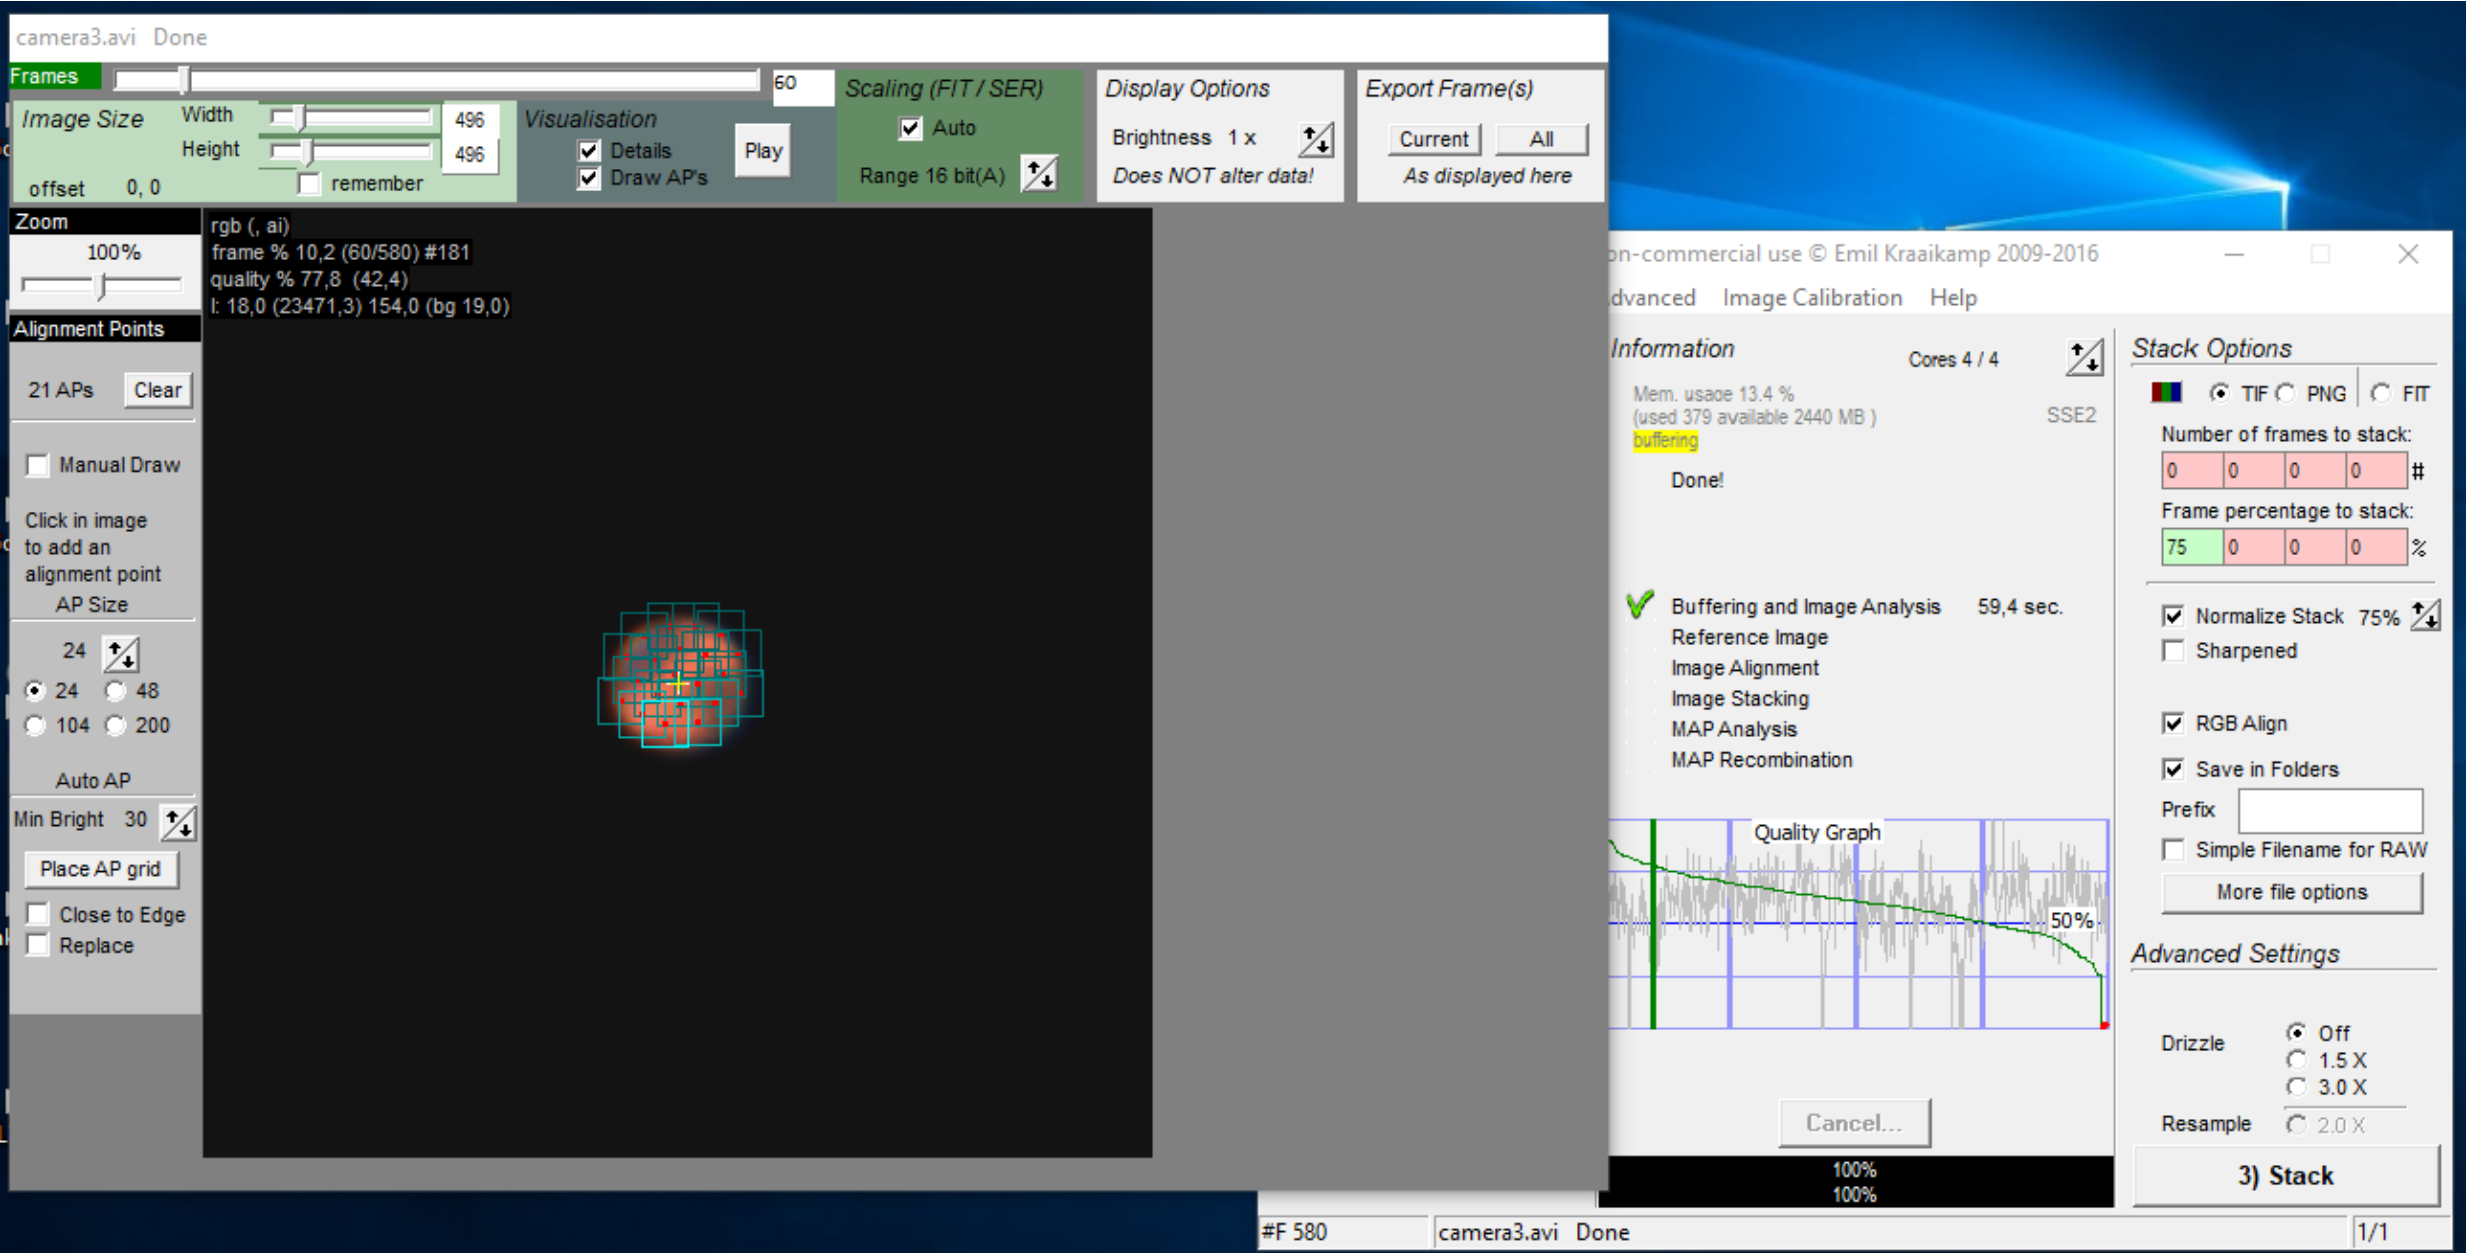 camera3.avi Done
Frames
60
Image Size
Width
496
Height
496
offset 0, 0
remember
Visualisation
Details
Draw AP's
Play
Scaling (FIT / SER)
Auto
Range 16 bit(A)
Display Options
Brightness 1 x
Does NOT alter data!
Export Frame(s)
Current
All
As displayed here
Zoom
100%
Alignment Points
21 APs
Clear
Manual Draw
Click in image
to add an
alignment point
AP Size
24
24
48
104
200
Auto AP
Min Bright 30
Place AP grid
Close to Edge
Replace
rgb (, ai)
frame % 10,2 (60/580) #181
quality % 77,8 (42,4)
l: 18,0 (23471,3) 154,0 (bg 19,0)
on-commercial use © Emil Kraaikamp 2009-2016
dvanced Image Calibration Help
Information
Cores 4 / 4
Mem. usage 13.4 %
(used 379 available 2440 MB )
SSE2
buffering
Done!
Buffering and Image Analysis 59,4 sec.
Reference Image
Image Alignment
Image Stacking
MAP Analysis
MAP Recombination
Quality Graph
50%
Cancel...
100%
100%
Stack Options
TIF
PNG
FIT
Number of frames to stack:
0 0 0 0 #
Frame percentage to stack:
75 0 0 0 %
Normalize Stack 75%
Sharpened
RGB Align
Save in Folders
Prefix
Simple Filename for RAW
More file options
Advanced Settings
Drizzle
Off
1.5 X
3.0 X
Resample
2.0 X
3) Stack
#F 580
camera3.avi Done
1/1